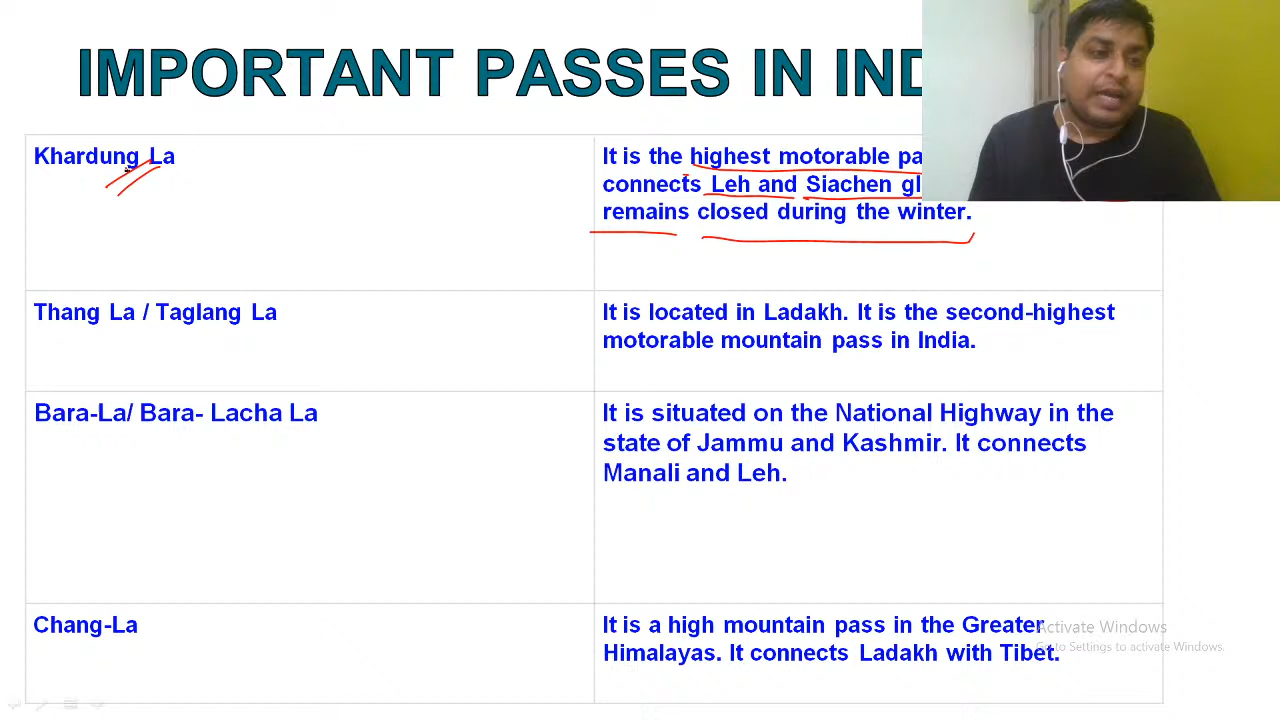 IMPORTANT PASSES IN
Khardung La
It is the highest motorable
connects Leh and Siachen
remains closed during the winter.
Thang La / Taglang La
It is located in Ladakh. It is the second-highest
motorable mountain pass in India.
Bara-La/ Bara- Lacha La
It is situated on the National Highway in the
state of Jammu and Kashmir. It connects
Manali and Leh.
Chang-La
It is a high mountain pass in the Greater
Himalayas. It connects Ladakh with Tibet.
Activate Windows
Go to Settings to activate Windows.